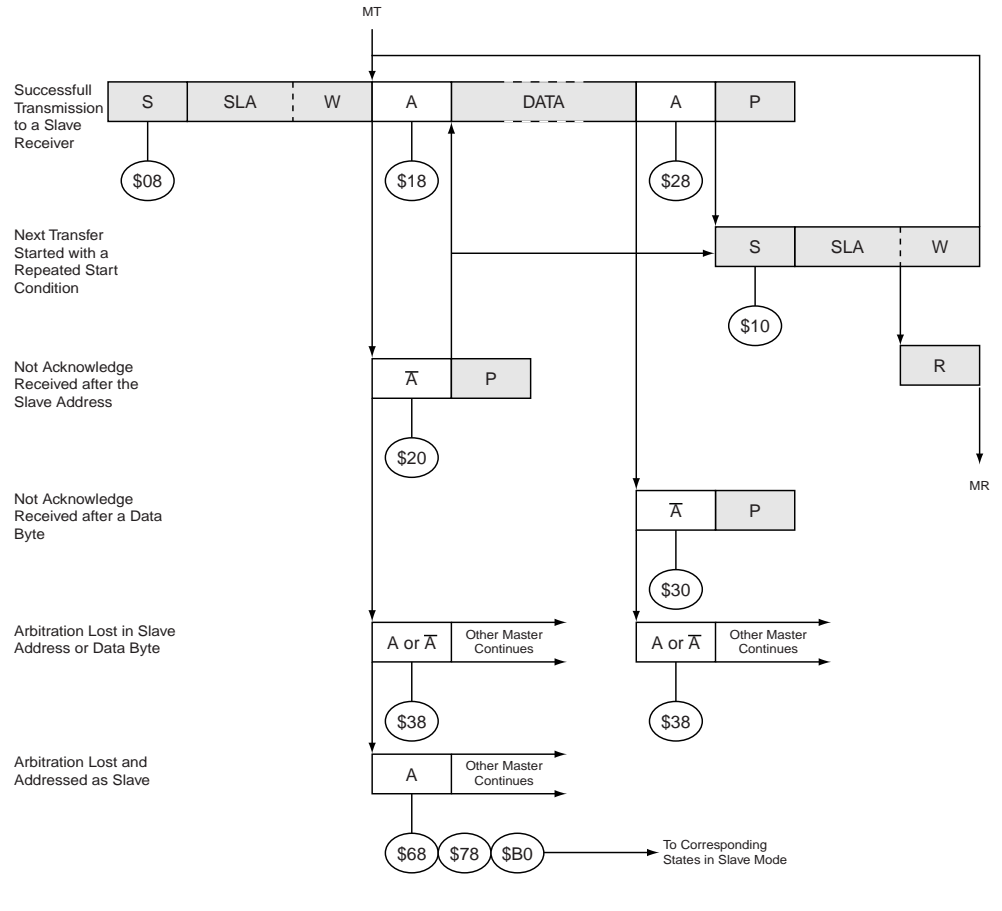 MT
Successfull
Transmission
to a Slave
Receiver
S SLA W A DATA A P
$08 $18 $28
Next Transfer
Started with a
Repeated Start
Condition
S SLA W
$10
Not Acknowledge
Received after the
Slave Address
A̅ P
R
$20
MR
Not Acknowledge
Received after a Data
Byte
A̅ P
$30
Arbitration Lost in Slave
Address or Data Byte
A or A̅
Other Master
Continues
A or A̅
Other Master
Continues
$38 $38
Arbitration Lost and
Addressed as Slave
A
Other Master
Continues
$68 $78 $B0
To Corresponding
States in Slave Mode